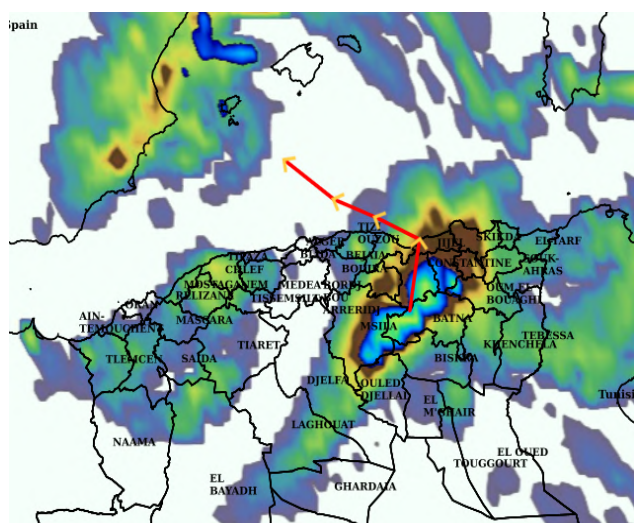 Spain
SKIKDA
EL TARF
TIZI
OUZOU
JIJEL
ALGER
BEJAIA
BLIDA
TIPAZA
CONSTANTINE
SOUK-
AHRAS
CHLEF
BOUIRA
MOSTAGANEM
MEDEA
BORDJ
BOU
ARRERIDJ
OUM EL
BOUAGHI
RELIZANE
TISSEMSILT
ORAN
AIN-
TEMOUCHENT
MASCARA
MSILA
BATNA
TEBESSA
TIARET
KHENCHELA
TLEMCEN
SAIDA
BISKRA
DJELFA
OULED
DJELLAL
Tunisi
EL
M'GHAIR
LAGHOUAT
NAAMA
EL OUED
TOUGGOURT
EL
BAYADH
GHARDAIA